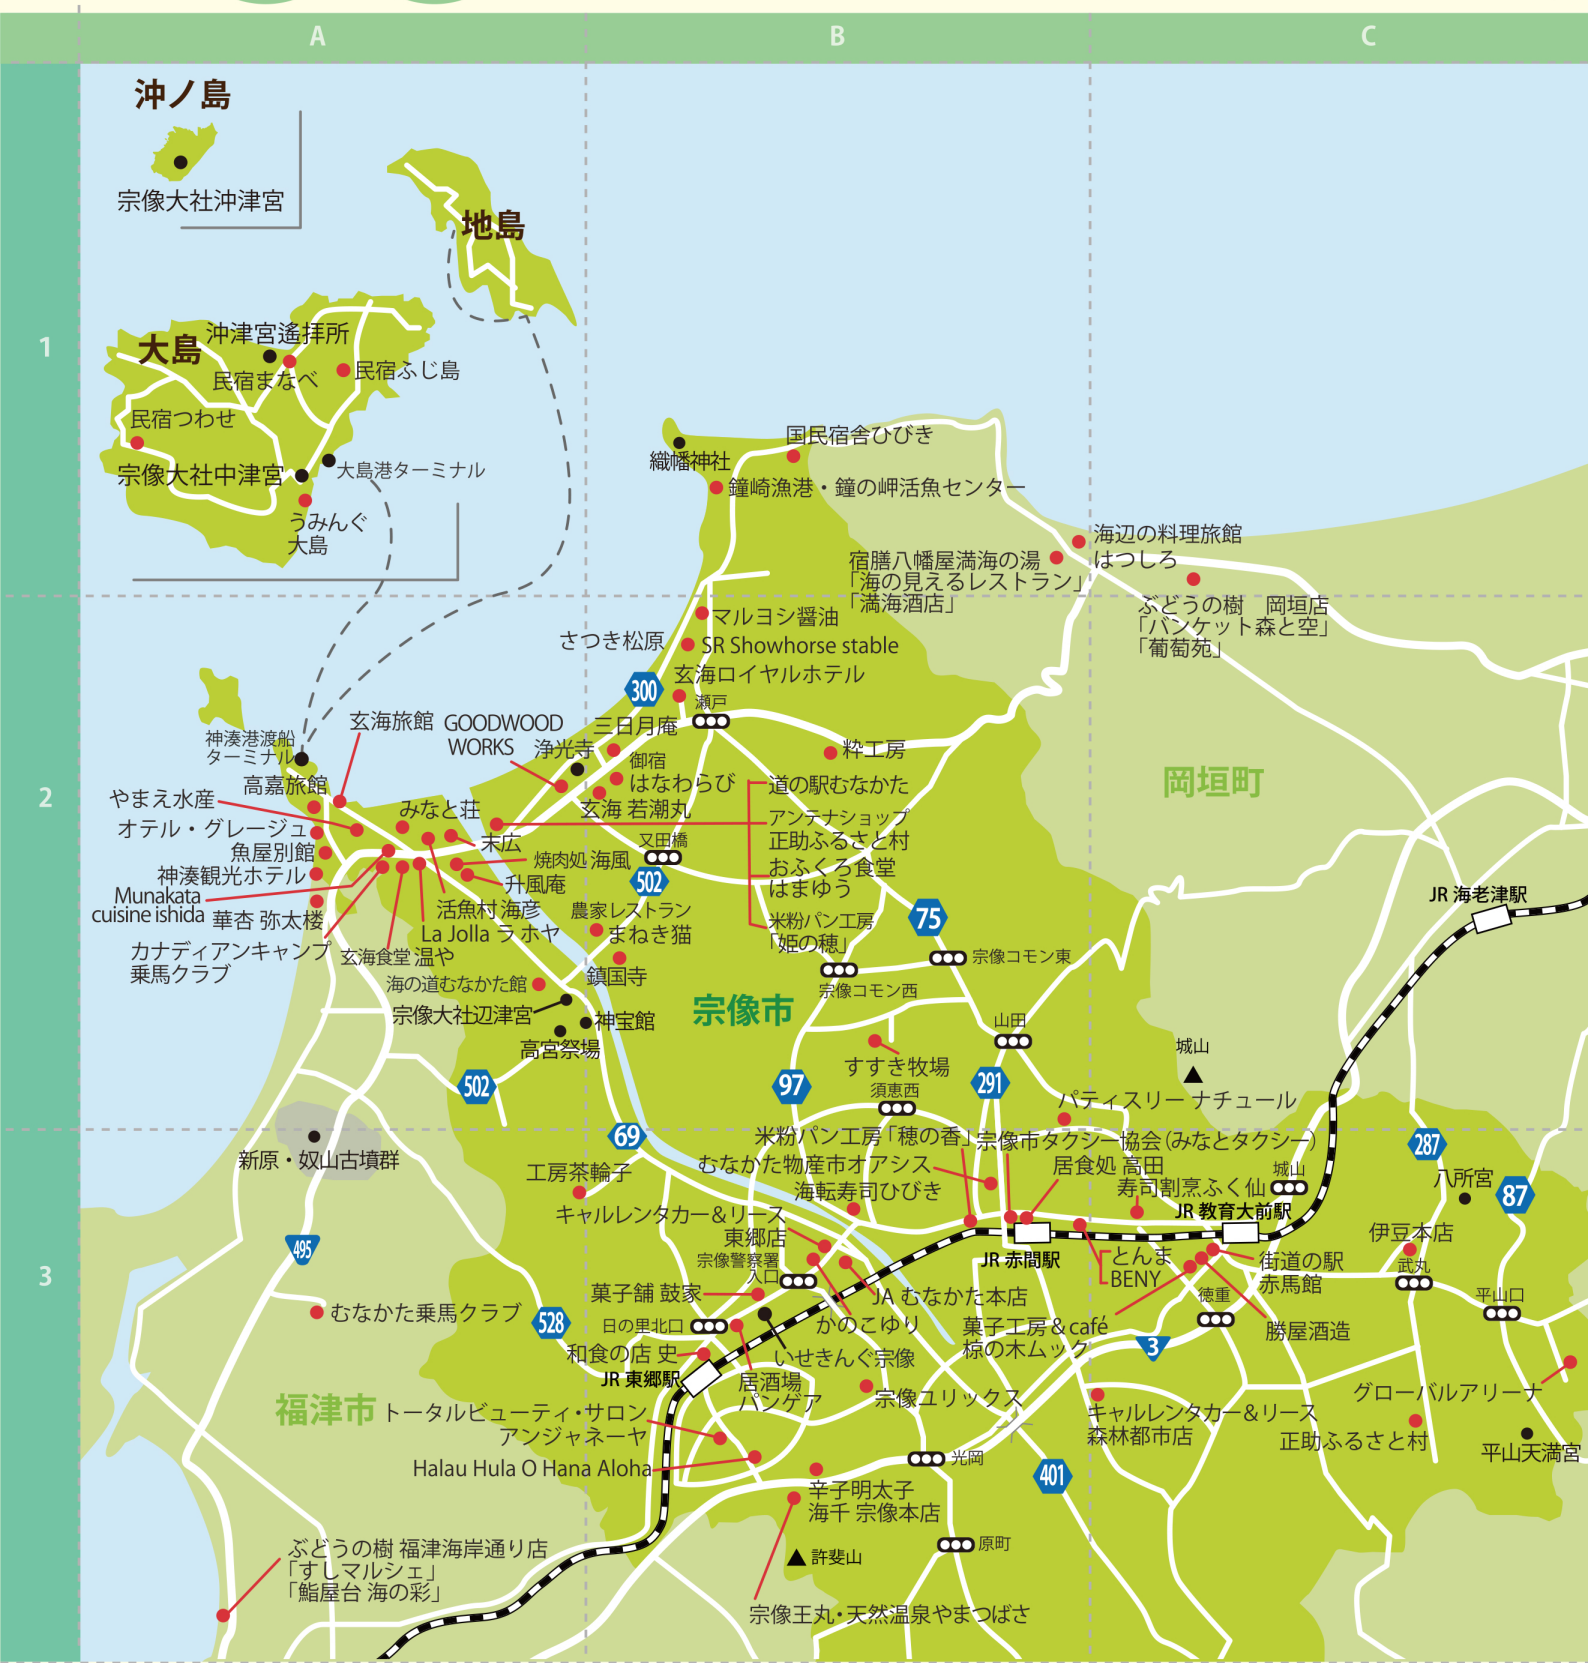 A
B
C
1
2
3
沖ノ島
宗像大社沖津宮
地島
大島
沖津宮遙拝所
民宿まなべ
民宿ふじ島
民宿つわせ
宗像大社中津宮
大島港ターミナル
うみんぐ
大島
織幡神社
国民宿舎ひびき
鐘崎漁港・鐘の岬活魚センター
海辺の料理旅館
はつしろ
宿膳八幡屋満海の湯
「海の見えるレストラン」
「満海酒店」
ぶどうの樹　岡垣店
「バンケット森と空」
「葡萄苑」
マルヨシ醤油
さつき松原
SR Showhorse stable
玄海ロイヤルホテル
300
瀬戸
神湊港渡船
ターミナル
玄海旅館
GOODWOOD
WORKS
三日月庵
浄光寺
御宿
はなわらび
粋工房
高嘉旅館
やまえ水産
みなと荘
玄海 若潮丸
道の駅むなかた
アンテナショップ
正助ふるさと村
おふくろ食堂
はまゆう
米粉パン工房
「姫の穂」
岡垣町
オテル・グレージュ
末広
又田橋
魚屋別館
焼肉処 海風
502
神湊観光ホテル
升風庵
Munakata
cuisine ishida
華杏 弥太楼
活魚村 海彦
La Jolla ラ ホヤ
農家レストラン
まねき猫
75
JR 海老津駅
カナディアンキャンプ
乗馬クラブ
玄海食堂 温や
鎮国寺
宗像コモン東
宗像コモン西
海の道むなかた館
宗像大社辺津宮
神宝館
高宮祭場
宗像市
山田
城山
すすき牧場
502
97
須恵西
291
パティスリー ナチュール
69
米粉パン工房「穂の香」
宗像市タクシー協会（みなとタクシー）
287
新原・奴山古墳群
むなかた物産市オアシス
居食処 高田
城山
工房茶輪子
海転寿司ひびき
寿司割烹ふく仙
八所宮
87
キャルレンタカー＆リース
東郷店
JR 教育大前駅
伊豆本店
495
宗像警察署
入口
JR 赤間駅
とんま
BENY
街道の駅
赤馬館
武丸
菓子舗 鼓家
JA むなかた本店
徳重
平山口
むなかた乗馬クラブ
528
日の里北口
かのこゆり
菓子工房＆café
椋の木ムック
勝屋酒造
3
和食の店 史
いせきんぐ宗像
JR 東郷駅
居酒場
パンゲア
宗像ユリックス
グローバルアリーナ
福津市
トータルビューティ・サロン
アンジャネーヤ
キャルレンタカー＆リース
森林都市店
正助ふるさと村
平山天満宮
Halau Hula O Hana Aloha
光岡
401
辛子明太子
海千 宗像本店
ぶどうの樹 福津海岸通り店
「すしマルシェ」
「鮨屋台 海の彩」
許斐山
原町
宗像王丸・天然温泉やまつばさ